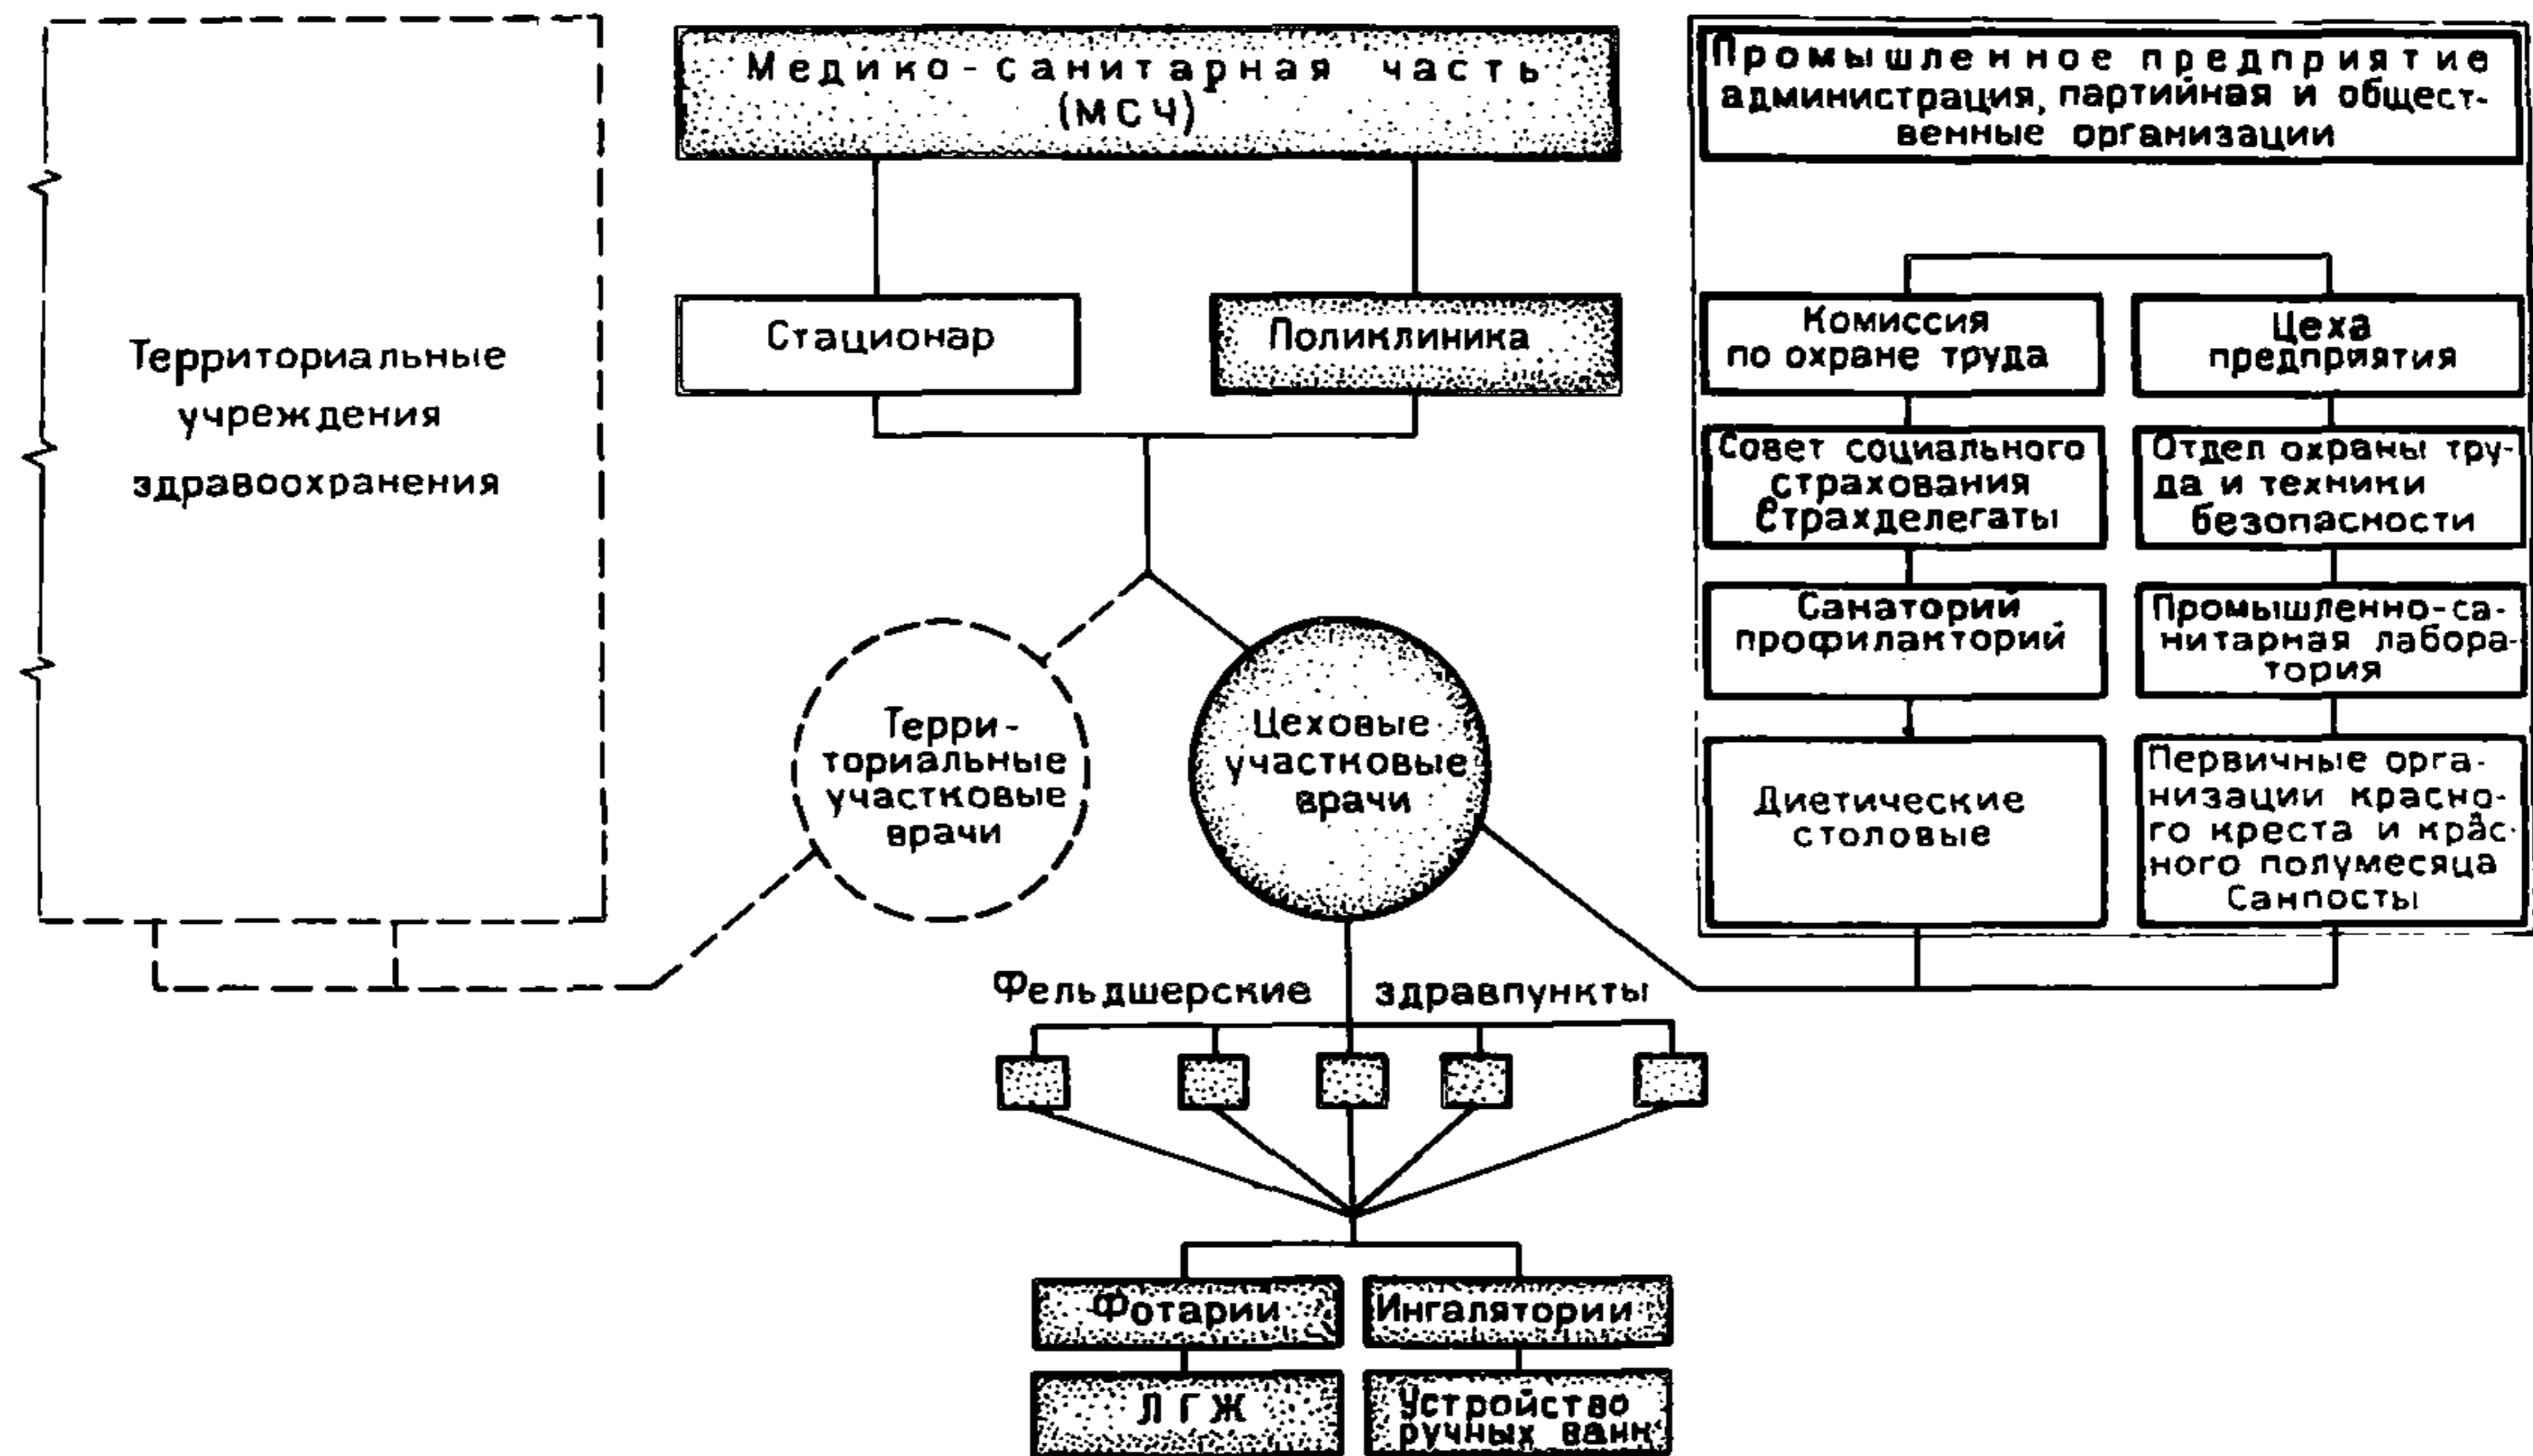 Медико-санитарная часть
(МСЧ)
Промышленное предприятие
администрация, партийная и общест-
венные организации
Территориальные
учреждения
здравоохранения
Стационар
Поликлиника
Комиссия
по охране труда
Цеха
предприятия
Совет социального
страхования
Страхделегаты
Отдел охраны тру-
да и техники
безопасности
Санаторий
профилакторий
Промышленно-са-
нитарная лабора-
тория
Терри-
ториальные
участковые
врачи
Цеховые
участковые
врачи
Диетические
столовые
Первичные орга-
низации красно-
го креста и крас-
ного полумесяца
Санпосты
Фельдшерские здравпункты
Фотарии
Ингалятории
ЛГЖ
Устройство
ручных ванн